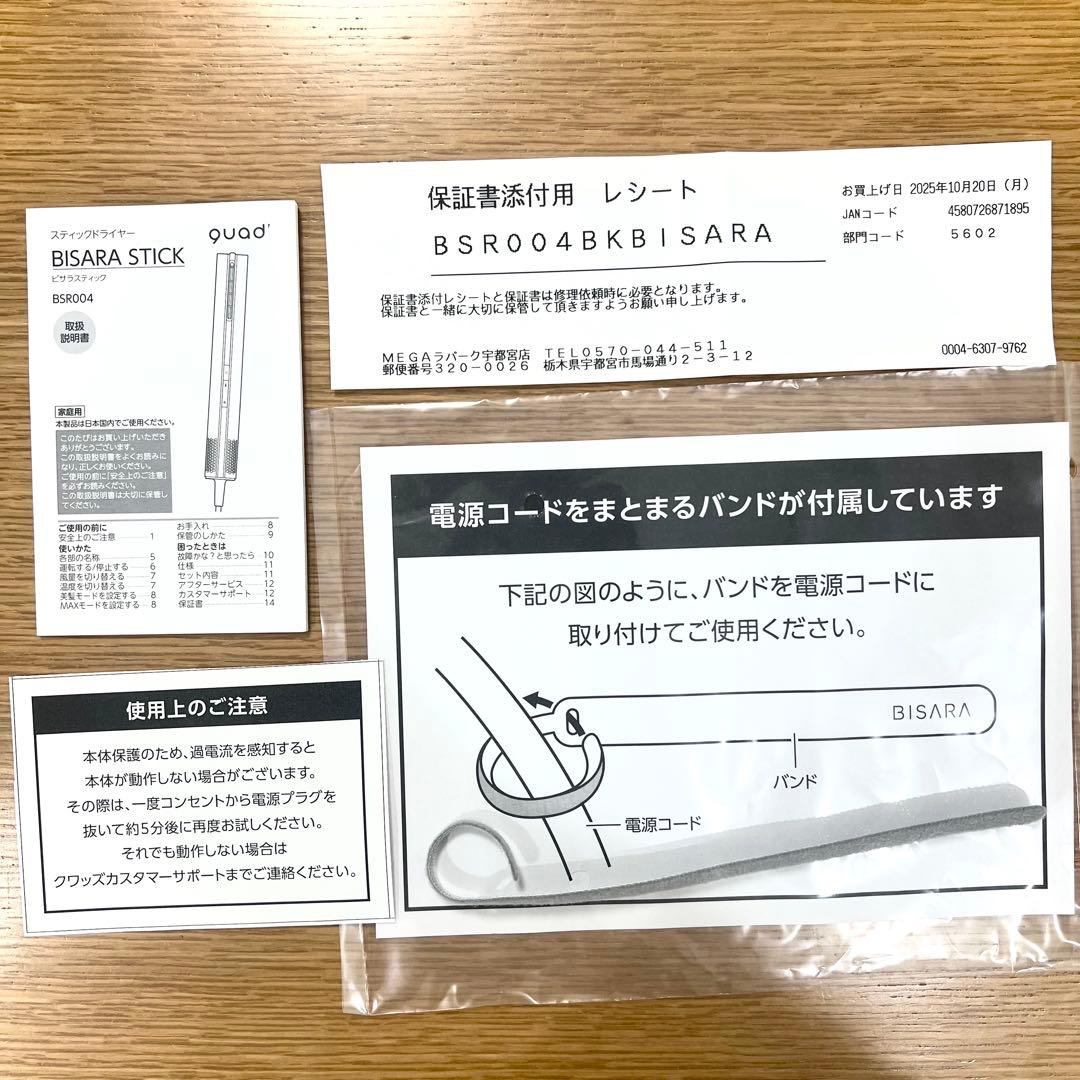 スティックドライヤー
quad'
BISARA STICK
ビサラスティック
BSR004
取扱
説明書
家庭用
本製品は日本国内でご使用ください。
このたびはお買い上げいただき
ありがとうございます。
この取扱説明書をよくお読みに
なり、正しくお使いください。
ご使用の前に「安全上のご注意」
を必ずお読みください。
この取扱説明書は大切に保管し
てください。
ご使用の前に
安全上のご注意 1
使いかた
各部の名称 5
運転する/停止する 6
風量を切り替える 7
温度を切り替える 7
美髪モードを設定する 8
MAXモードを設定する 8
お手入れ 8
保管のしかた 9
困ったときは
故障かな?と思ったら 10
仕様 11
セット内容 11
アフターサービス 12
カスタマーサポート 12
保証書 14
保証書添付用 レシート
BSR004BKBISARA
お買上げ日 2025年10月20日(月)
JANコード 4580726871895
部門コード 5602
保証書添付レシートと保証書は修理依頼時に必要となります。
保証書と一緒に大切に保管して頂きますようお願い申し上げます。
MEGAラパーク宇都宮店 TEL0570-044-511
郵便番号320-0026 栃木県宇都宮市馬場通り2-3-12
0004-6307-9762
電源コードをまとまるバンドが付属しています
下記の図のように、バンドを電源コードに
取り付けてご使用ください。
BISARA
バンド
電源コード
使用上のご注意
本体保護のため、過電流を感知すると
本体が動作しない場合がございます。
その際は、一度コンセントから電源プラグを
抜いて約5分後に再度お試しください。
それでも動作しない場合は
クワッズカスタマーサポートまでご連絡ください。